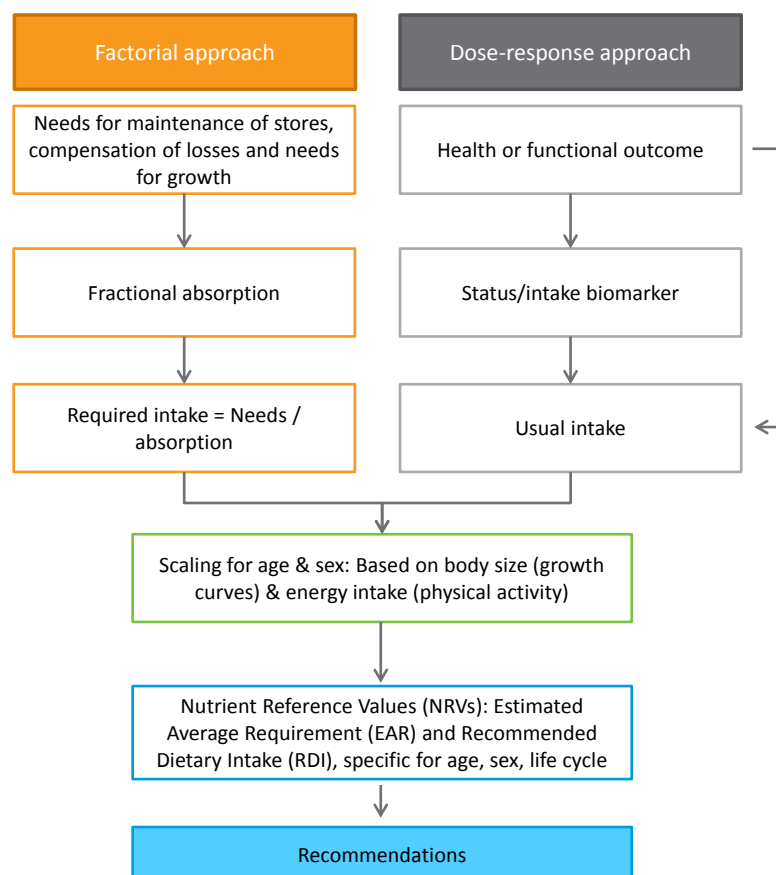 Factorial approach
Dose-response approach
Needs for maintenance of stores,
compensation of losses and needs
for growth
Health or functional outcome
Fractional absorption
Status/intake biomarker
Required intake = Needs /
absorption
Usual intake
Scaling for age & sex: Based on body size (growth
curves) & energy intake (physical activity)
Nutrient Reference Values (NRVs): Estimated
Average Requirement (EAR) and Recommended
Dietary Intake (RDI), specific for age, sex, life cycle
Recommendations